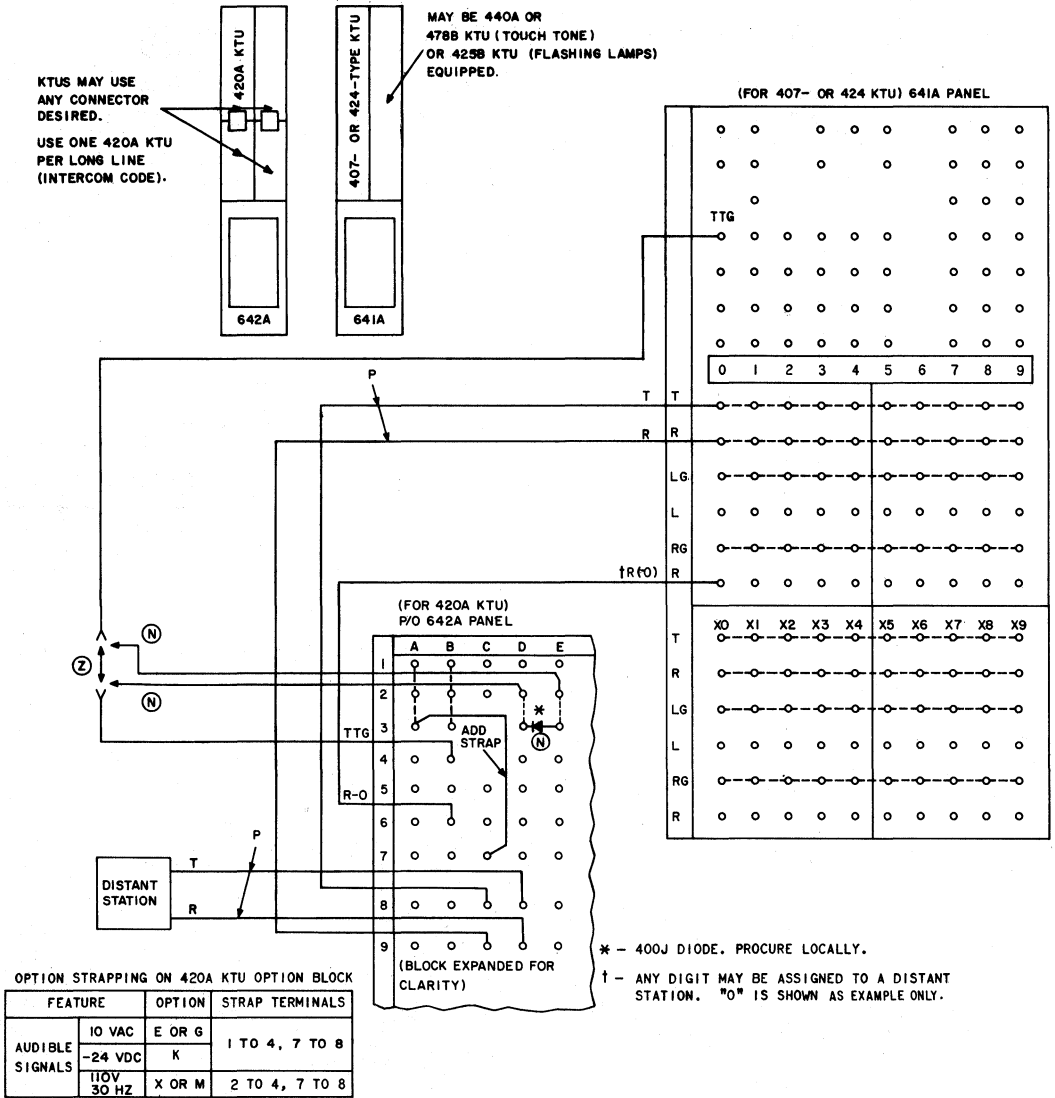 MAY BE 440A OR
478B KTU (TOUCH TONE)
OR 425B KTU (FLASHING LAMPS)
EQUIPPED.
KTUS MAY USE
ANY CONNECTOR
DESIRED.
USE ONE 420A KTU
PER LONG LINE
(INTERCOM CODE).
420A KTU
642A
407- OR 424-TYPE KTU
641A
(FOR 407- OR 424 KTU) 641A PANEL
TTG
0 1 2 3 4 5 6 7 8 9
P
T T
R R
LG
L
RG
†R(-0) R
X0 X1 X2 X3 X4 X5 X6 X7 X8 X9
T
R
LG
L
RG
R
(FOR 420A KTU)
P/O 642A PANEL
A B C D E
1
2
3
4
5
6
7
8
9
N
Z
N
*
N
ADD
STRAP
TTG
R-0
P
T
R
DISTANT
STATION
(BLOCK EXPANDED FOR
CLARITY)
* - 400J DIODE. PROCURE LOCALLY.
† - ANY DIGIT MAY BE ASSIGNED TO A DISTANT
STATION. "0" IS SHOWN AS EXAMPLE ONLY.
OPTION STRAPPING ON 420A KTU OPTION BLOCK
FEATURE OPTION STRAP TERMINALS
AUDIBLE
SIGNALS
10 VAC E OR G 1 TO 4, 7 TO 8
-24 VDC K
110V
30 HZ X OR M 2 TO 4, 7 TO 8